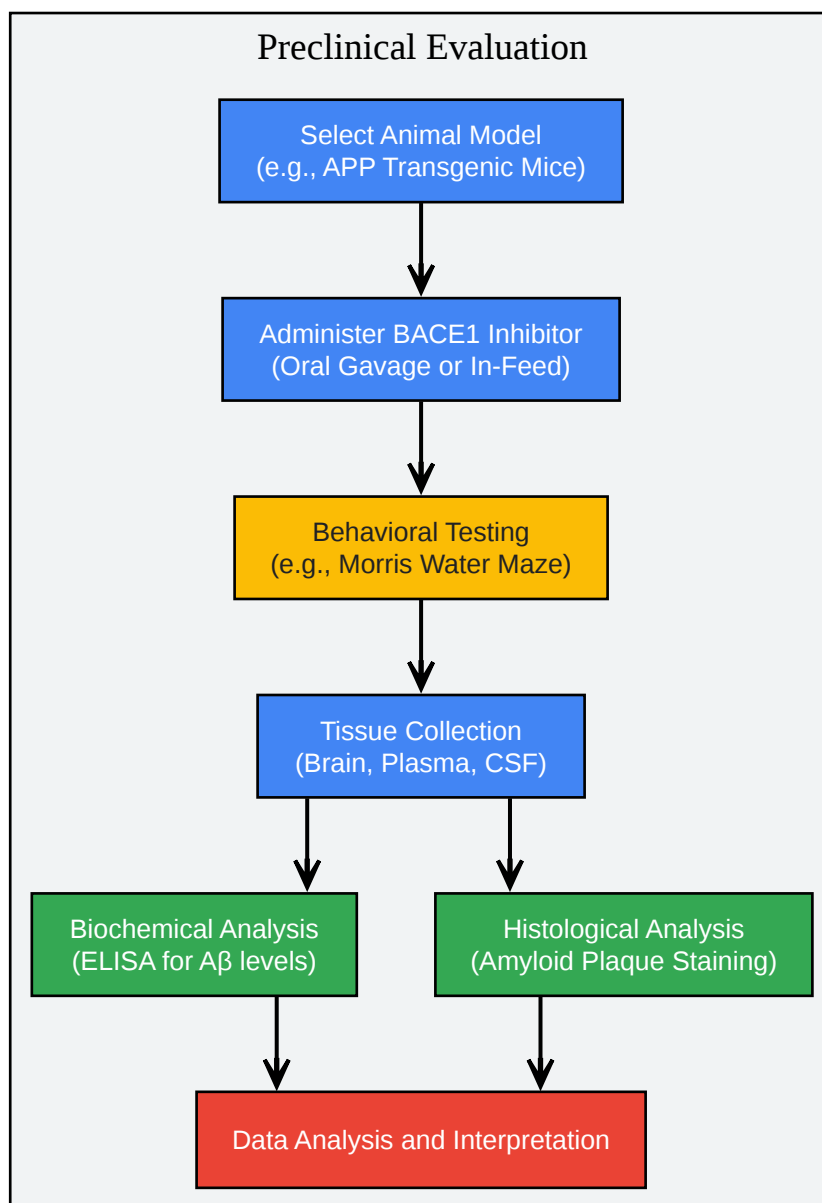 Preclinical Evaluation
Select Animal Model
(e.g., APP Transgenic Mice)
Administer BACE1 Inhibitor
(Oral Gavage or In-Feed)
Behavioral Testing
(e.g., Morris Water Maze)
Tissue Collection
(Brain, Plasma, CSF)
Biochemical Analysis
(ELISA for Aβ levels)
Histological Analysis
(Amyloid Plaque Staining)
Data Analysis and Interpretation